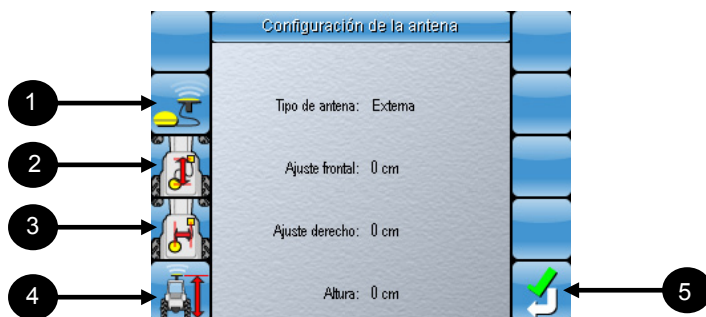 Configuración de la antena
1
Tipo de antena: Externa
2
Ajuste frontal: 0 cm
3
Ajuste derecho: 0 cm
4
Altura: 0 cm
5